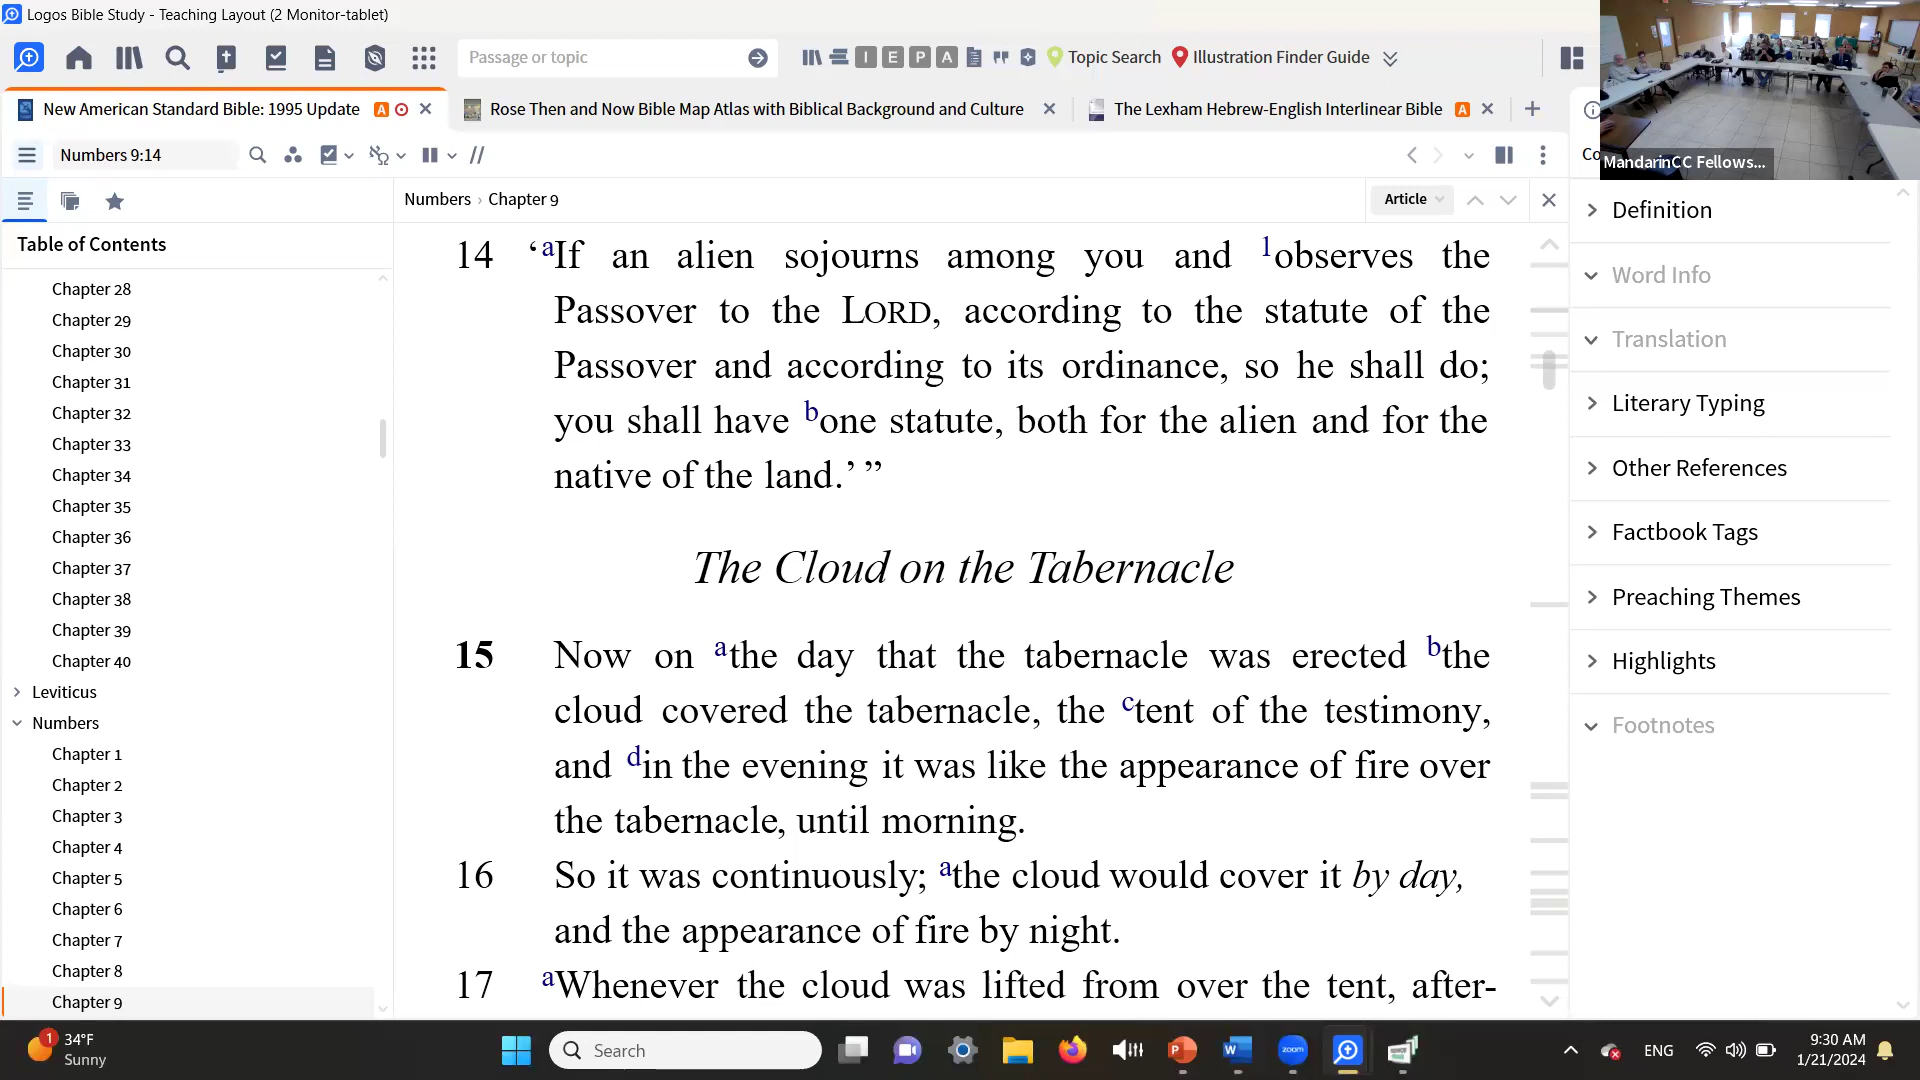 Logos Bible Study - Teaching Layout (2 Monitor-tablet)
Passage or topic
I E P A
Topic Search
Illustration Finder Guide
New American Standard Bible: 1995 Update A
Rose Then and Now Bible Map Atlas with Biblical Background and Culture
The Lexham Hebrew-English Interlinear Bible A
Numbers 9:14
Co
MandarinCC Fellows...
Numbers › Chapter 9
Article
Table of Contents
Chapter 28
Chapter 29
Chapter 30
Chapter 31
Chapter 32
Chapter 33
Chapter 34
Chapter 35
Chapter 36
Chapter 37
Chapter 38
Chapter 39
Chapter 40
Leviticus
Numbers
Chapter 1
Chapter 2
Chapter 3
Chapter 4
Chapter 5
Chapter 6
Chapter 7
Chapter 8
Chapter 9
14 ‘aIf an alien sojourns among you and 1observes the
Passover to the LORD, according to the statute of the
Passover and according to its ordinance, so he shall do;
you shall have bone statute, both for the alien and for the
native of the land.’ ”
The Cloud on the Tabernacle
15 Now on athe day that the tabernacle was erected bthe
cloud covered the tabernacle, the ctent of the testimony,
and din the evening it was like the appearance of fire over
the tabernacle, until morning.
16 So it was continuously; athe cloud would cover it by day,
and the appearance of fire by night.
17 aWhenever the cloud was lifted from over the tent, after-
Definition
Word Info
Translation
Literary Typing
Other References
Factbook Tags
Preaching Themes
Highlights
Footnotes
1
34°F
Sunny
Search
P
W
zoom
ENG
9:30 AM
1/21/2024